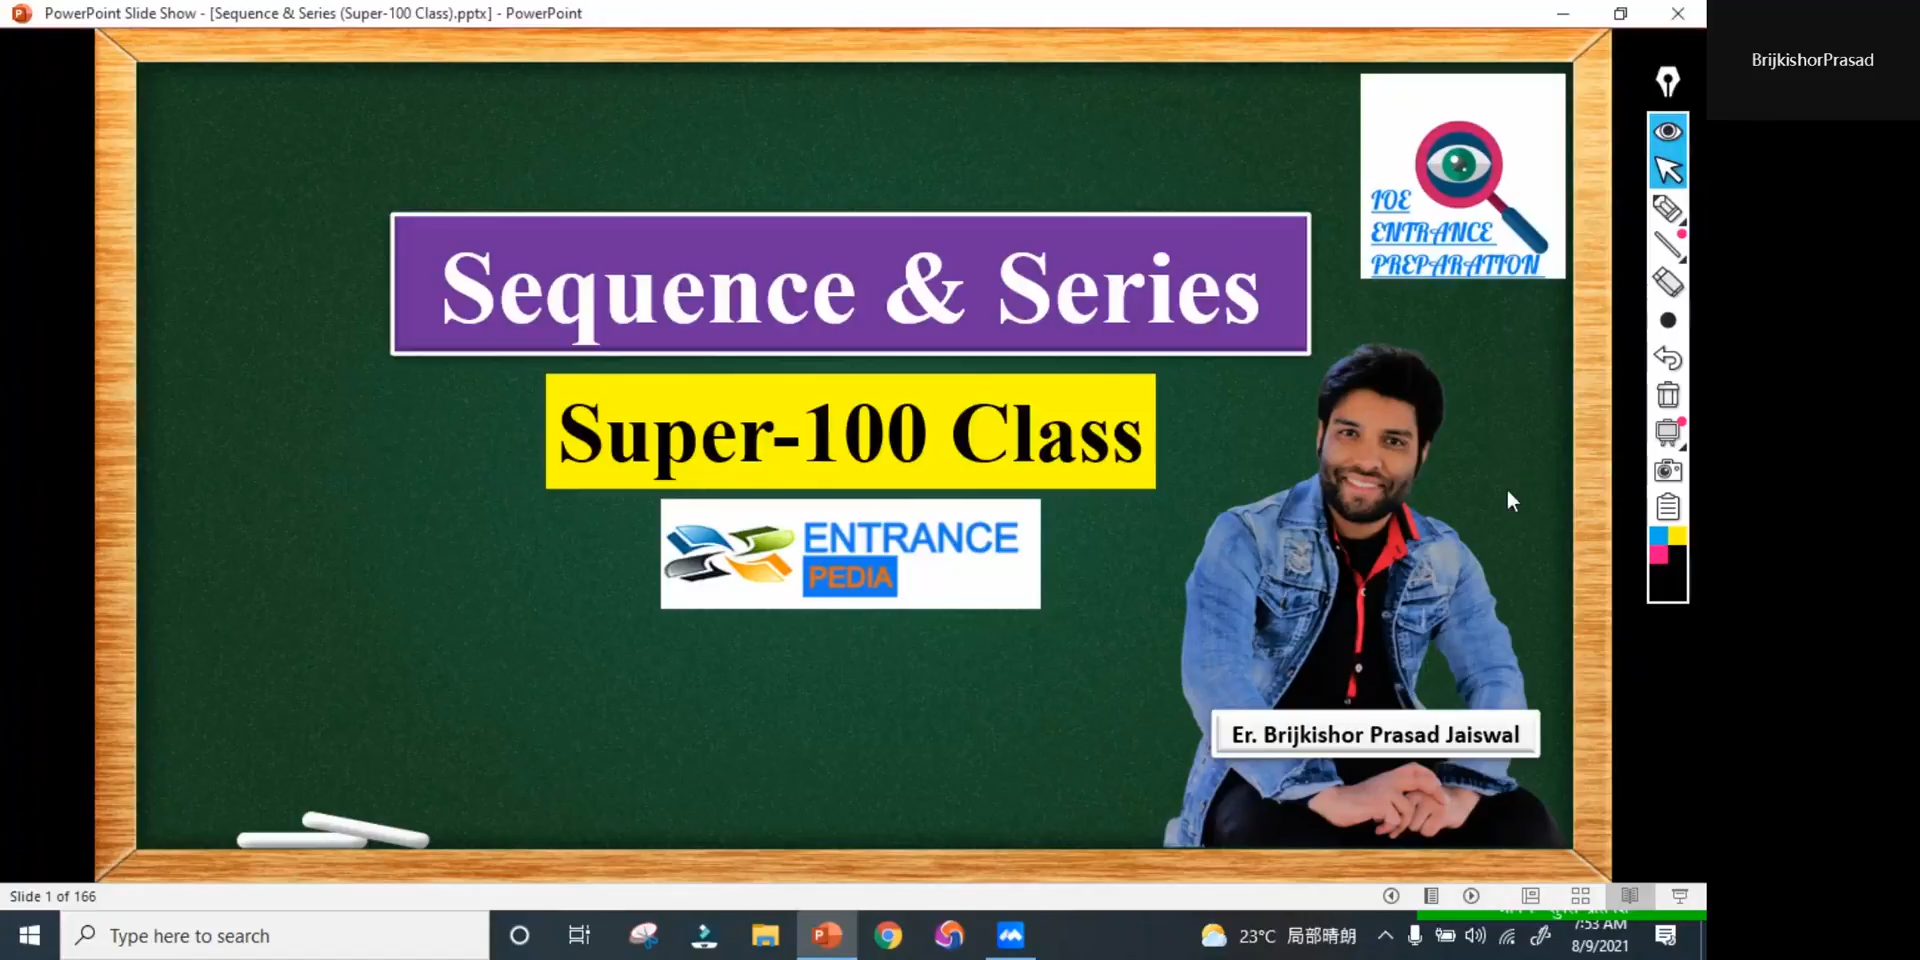 PowerPoint Slide Show - [Sequence & Series (Super-100 Class).pptx] - PowerPoint
BrijkishorPrasad
IOE
ENTRANCE
PREPARATION
Sequence & Series
Super-100 Class
ENTRANCE
PEDIA
Er. Brijkishor Prasad Jaiswal
Slide 1 of 166
Type here to search
23°C 局部晴朗
7:53 AM
8/9/2021